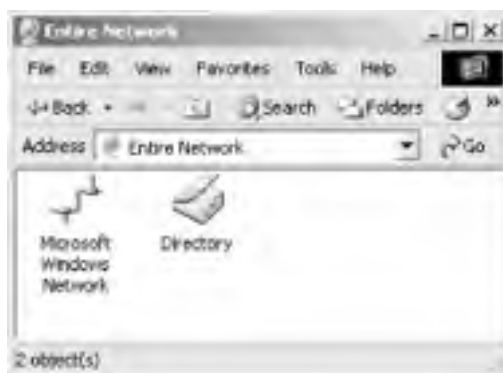 Entire Network
File Edit View Favorites Tools Help
Back Search Folders »
Address Entire Network Go
Microsoft Windows Network
Directory
2 object(s)